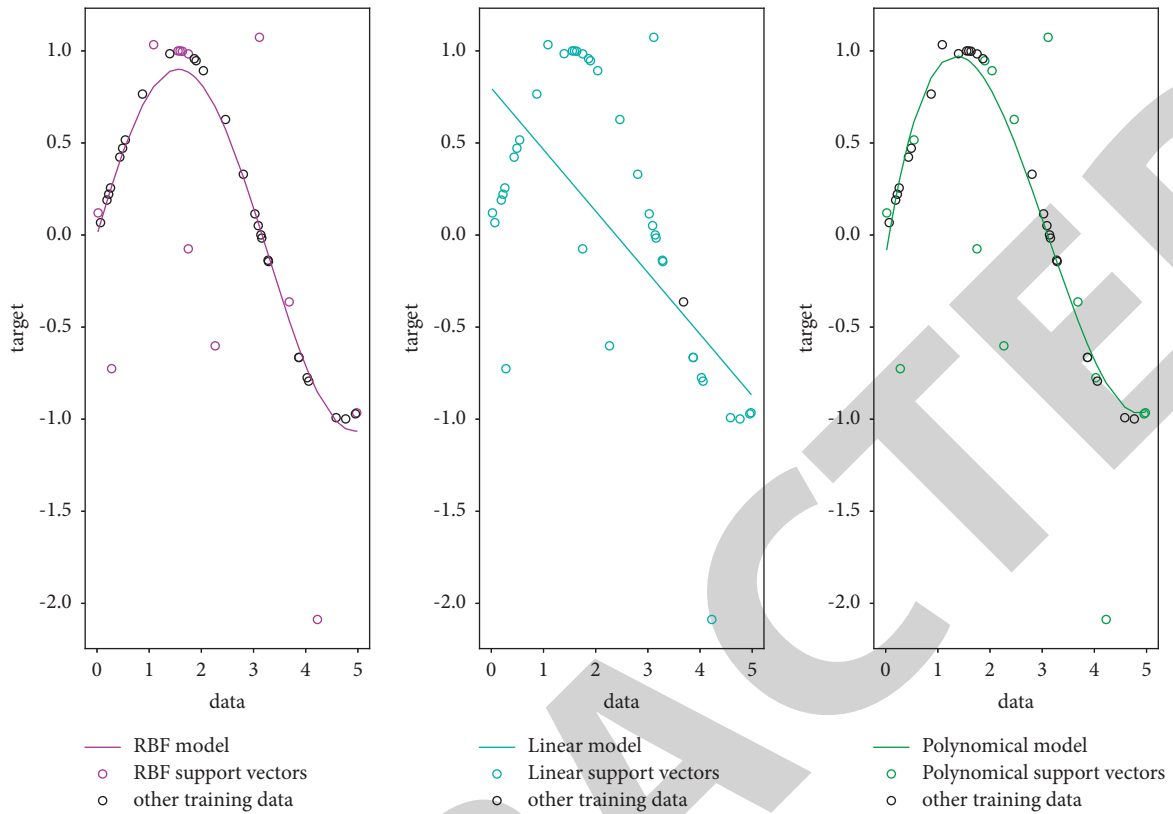 1.0
0.5
0.0
-0.5
-1.0
-1.5
-2.0
target
0 1 2 3 4 5
data
RBF model
RBF support vectors
other training data
1.0
0.5
0.0
-0.5
-1.0
-1.5
-2.0
target
0 1 2 3 4 5
data
Linear model
Linear support vectors
other training data
1.0
0.5
0.0
-0.5
-1.0
-1.5
-2.0
target
0 1 2 3 4 5
data
Polynomical model
Polynomical support vectors
other training data